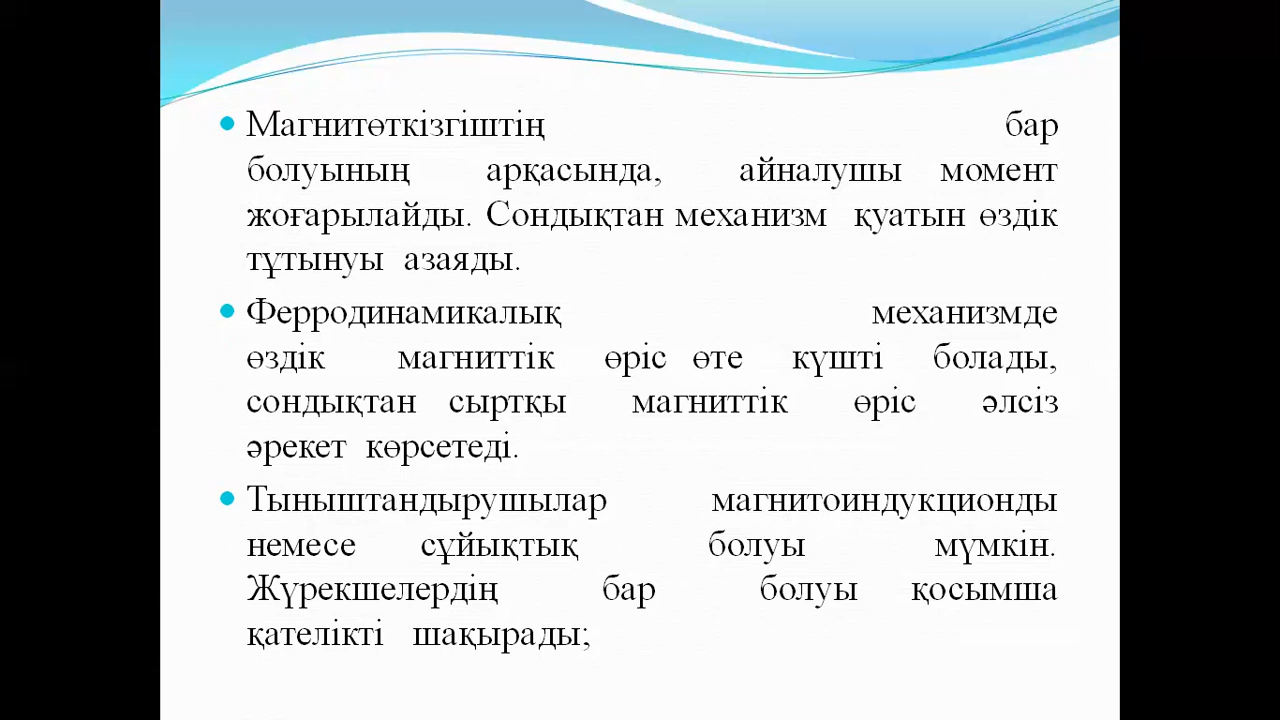 Магнитөткізгіштің бар
болуының арқасында, айналушы момент
жоғарылайды. Сондықтан механизм қуатын өздік
тұтынуы азаяды.
Ферродинамикалық механизмде
өздік магниттік өріс өте күшті болады,
сондықтан сыртқы магниттік өріс әлсіз
әрекет көрсетеді.
Тыныштандырушылар магнитоиндукционды
немесе сұйықтық болуы мүмкін.
Жүрекшелердің бар болуы қосымша
қателікті шақырады;